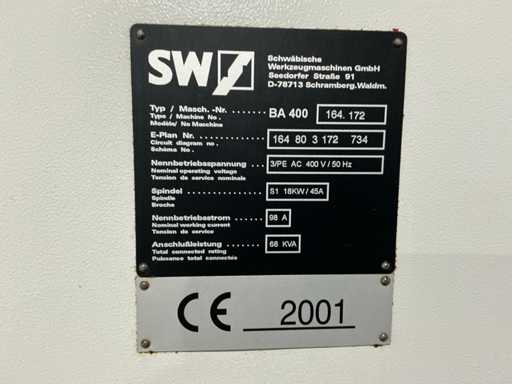 SW
Schwäbische
Werkzeugmaschinen GmbH
Seedorfer Straße 91
D-78713 Schramberg.Waldm.
Typ / Masch.-Nr. BA 400 164. 172
Type / Machine No.
Modèle/ No Macchine
E-Plan Nr. 164 80 3 172 734
Circuit diagram no.
Schéma No.
Nennbetriebsspannung 3/PE AC 400 V / 50 Hz
Nominal operating voltage
Tension de service nominale
Spindel S1 18KW / 45A
Spindle
Broche
Nennbetriebsstrom 98 A
Nominal working current
Tension de service
Anschlußleistung 68 KVA
Total connected rating
Puissance total connectés
CE 2001